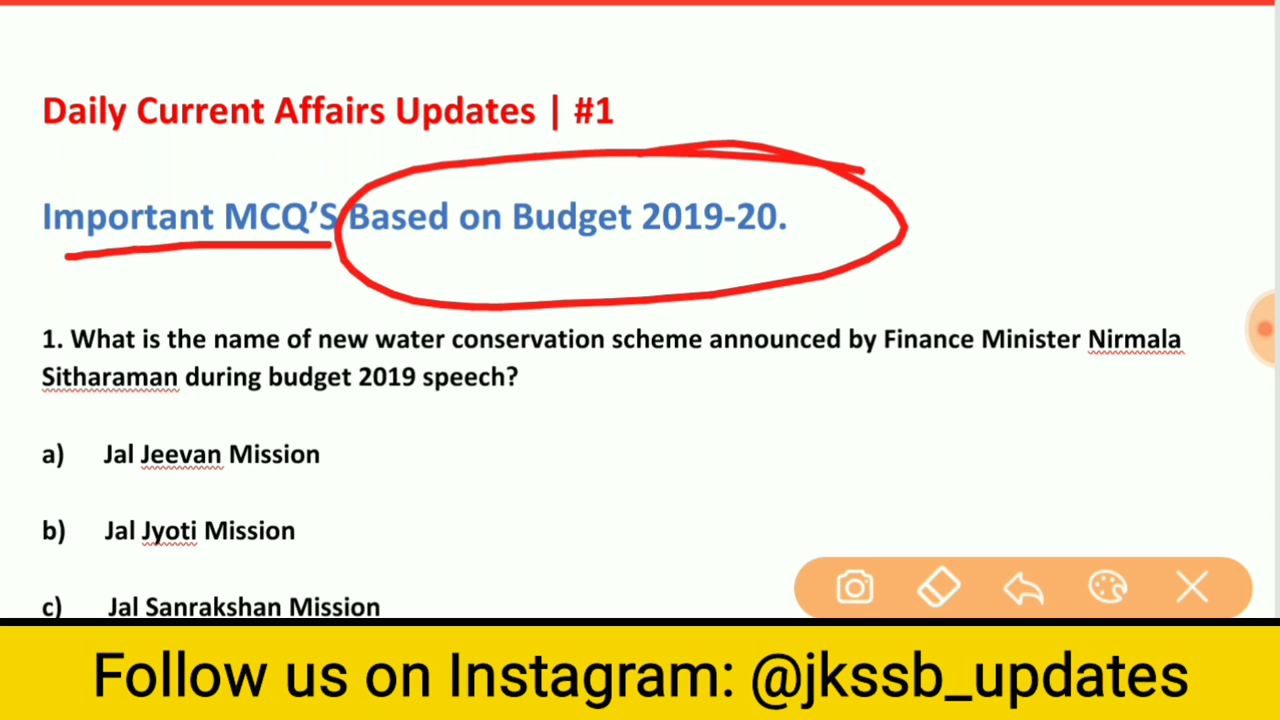 Daily Current Affairs Updates | #1
Important MCQ’S Based on Budget 2019-20.
1. What is the name of new water conservation scheme announced by Finance Minister Nirmala
Sitharaman during budget 2019 speech?
a) Jal Jeevan Mission
b) Jal Jyoti Mission
c) Jal Sanrakshan Mission
Follow us on Instagram: @jkssb_updates